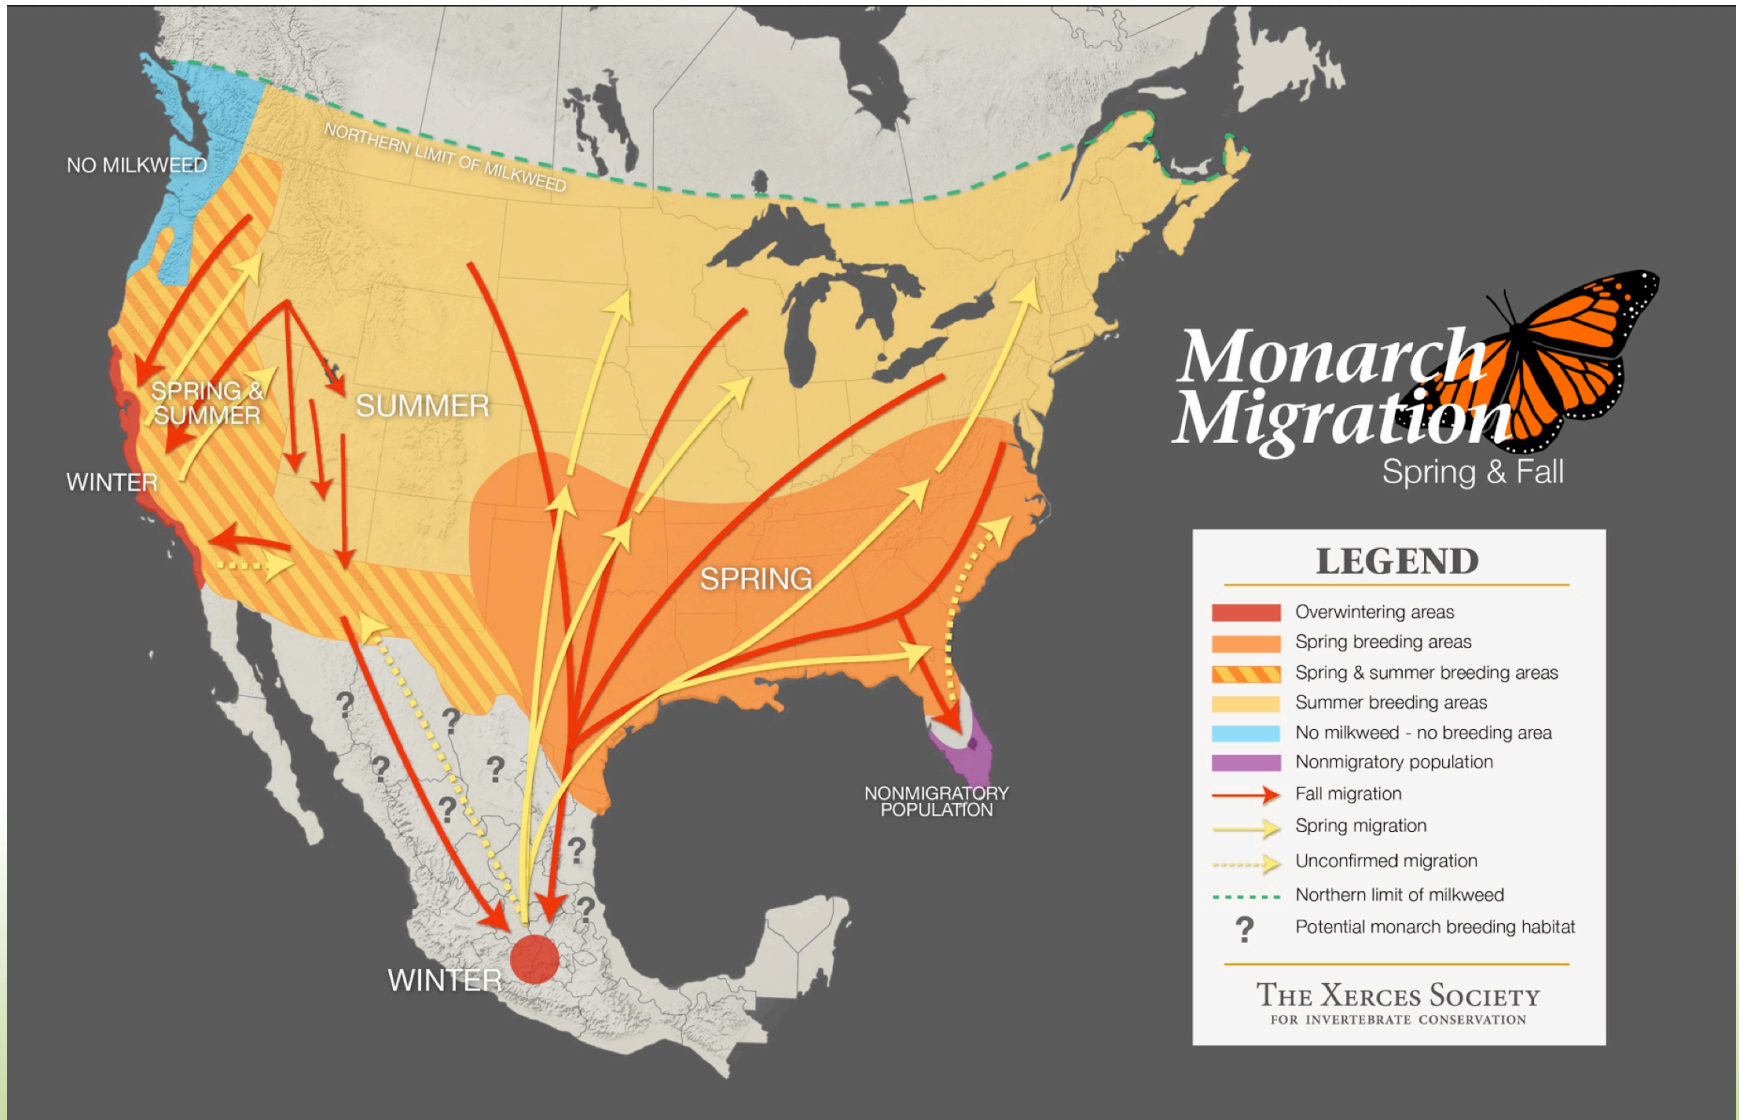 NORTHERN LIMIT OF MILKWEED
NO MILKWEED
SPRING &
SUMMER
SUMMER
WINTER
SPRING
NONMIGRATORY
POPULATION
WINTER
?
?
?
?
?
?
?
Monarch
Migration
Spring & Fall
LEGEND
Overwintering areas
Spring breeding areas
Spring & summer breeding areas
Summer breeding areas
No milkweed - no breeding area
Nonmigratory population
Fall migration
Spring migration
Unconfirmed migration
Northern limit of milkweed
? Potential monarch breeding habitat
THE XERCES SOCIETY
FOR INVERTEBRATE CONSERVATION